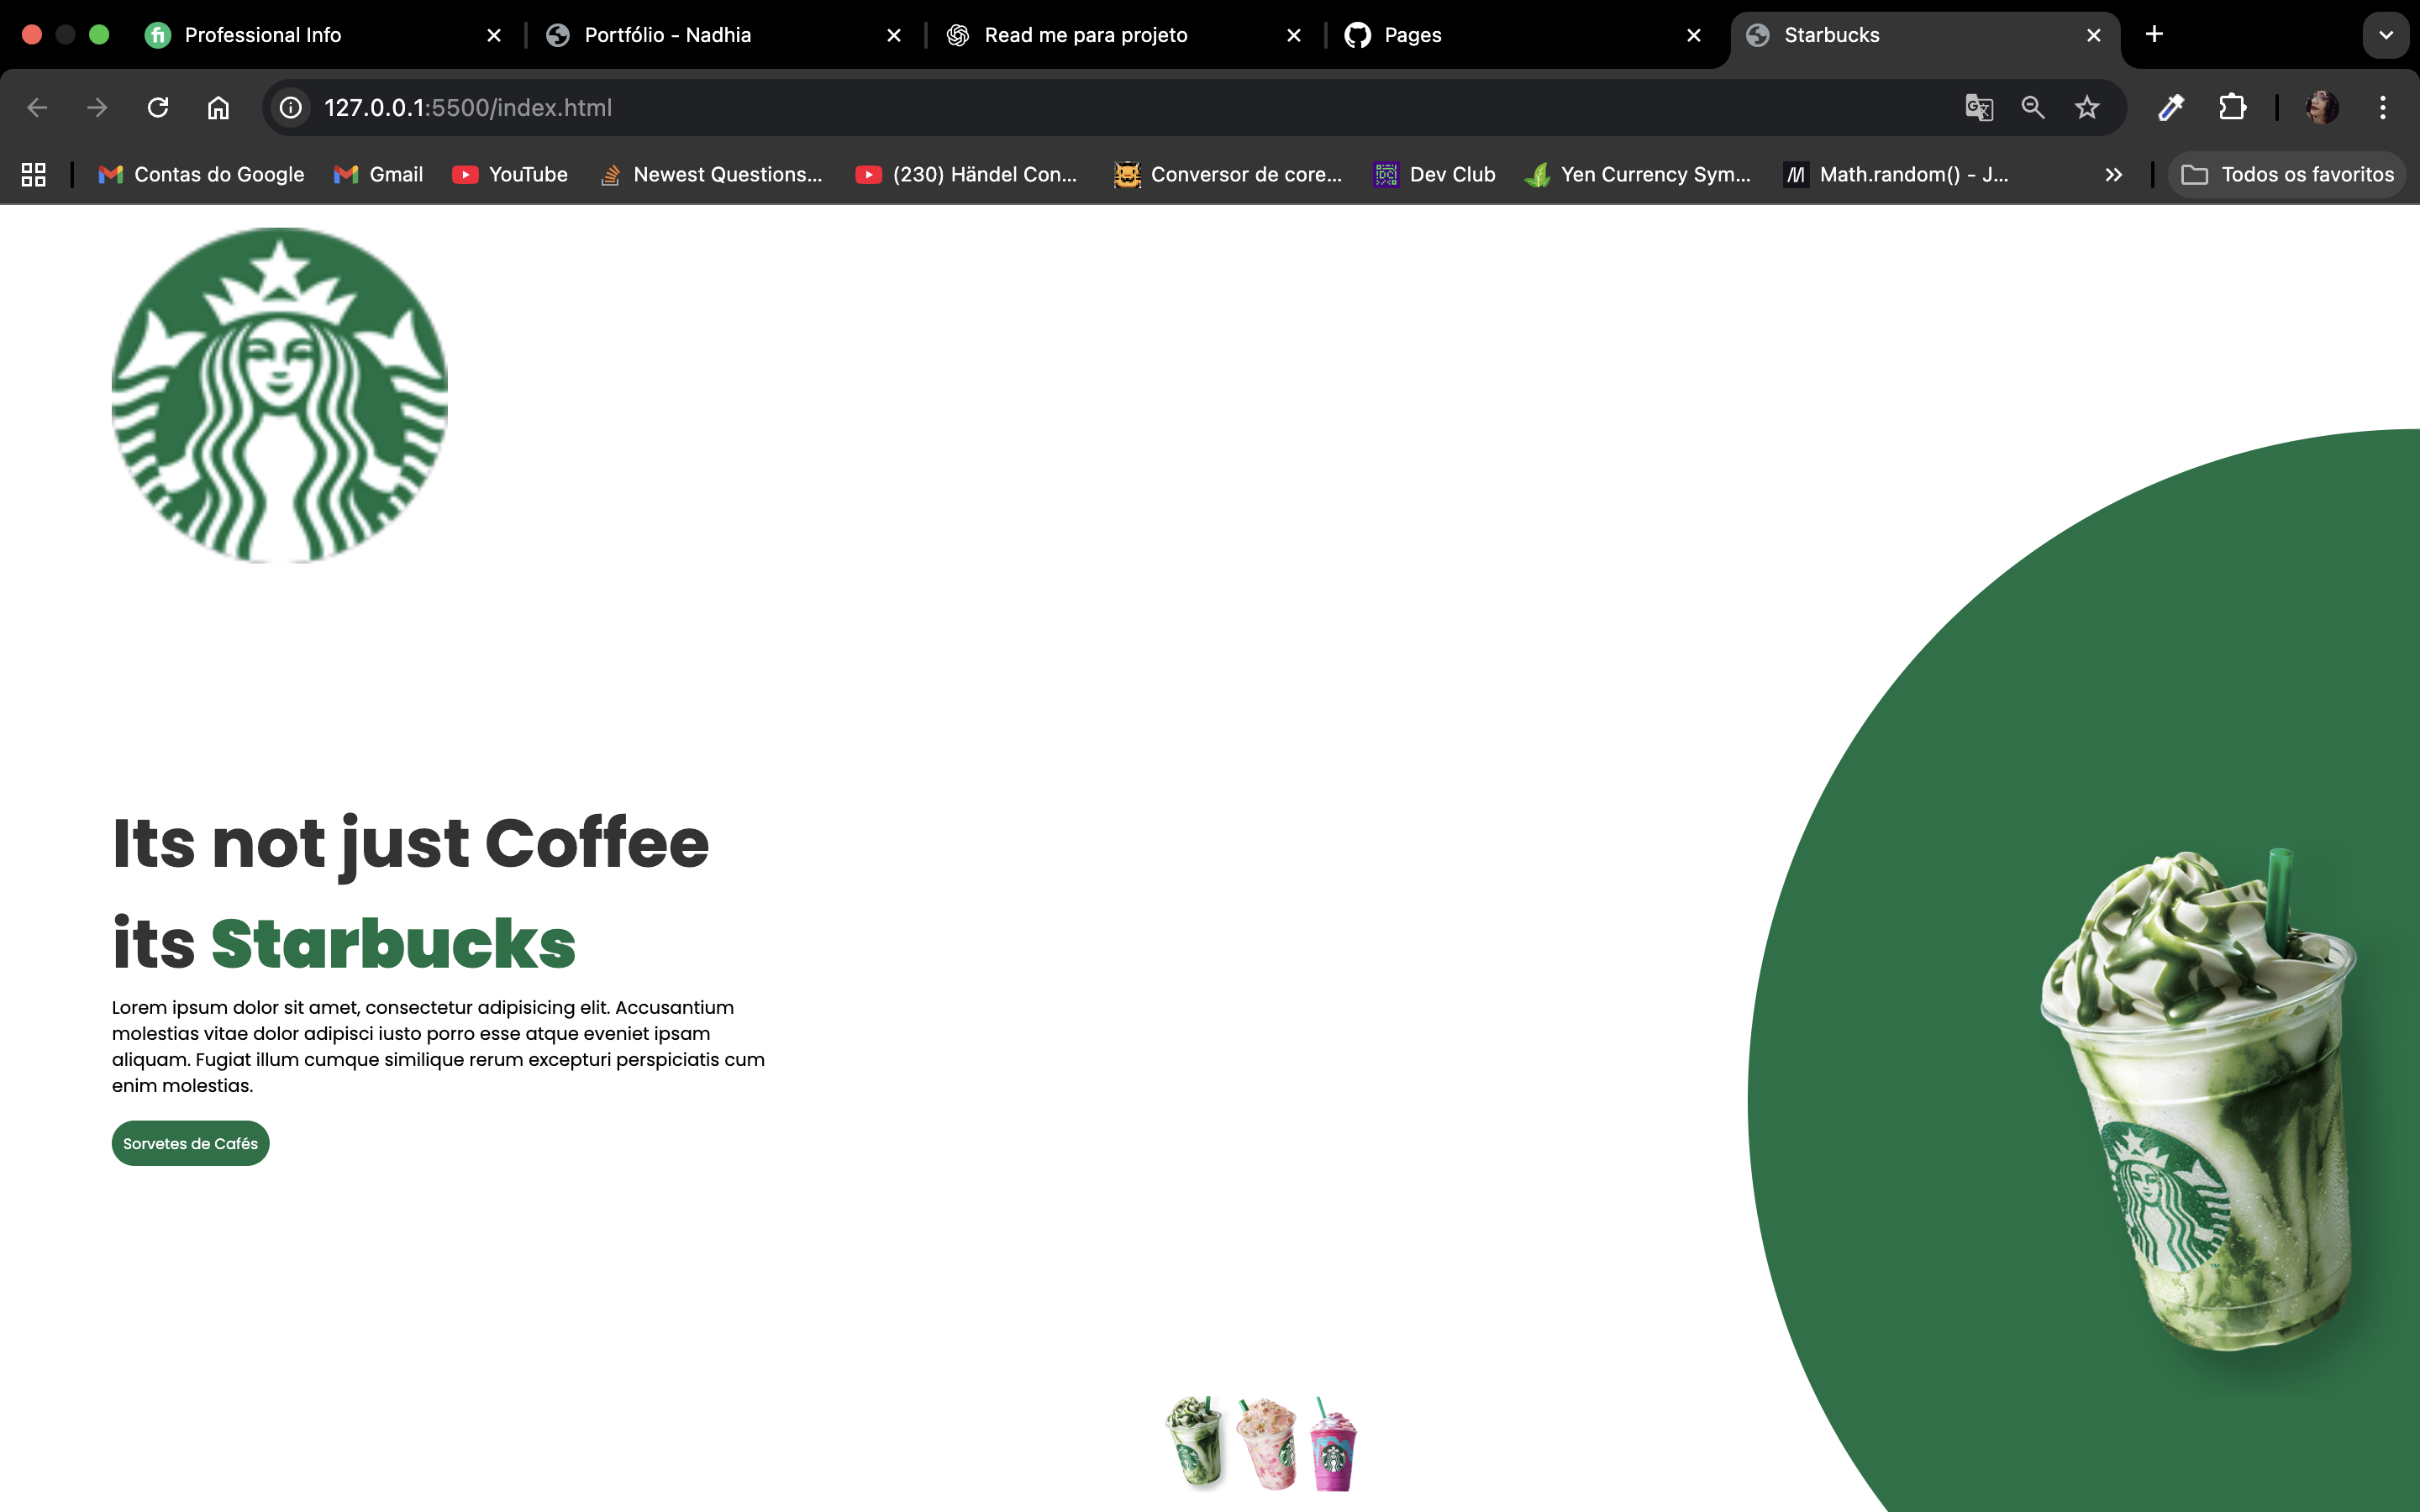 Professional Info
Portfólio - Nadhia
Read me para projeto
Pages
Starbucks
127.0.0.1:5500/index.html
Contas do Google
Gmail
YouTube
Newest Questions...
(230) Händel Con...
Conversor de core...
Dev Club
Yen Currency Sym...
Math.random() - J...
Todos os favoritos
Its not just Coffee
its Starbucks
Lorem ipsum dolor sit amet, consectetur adipisicing elit. Accusantium
molestias vitae dolor adipisci iusto porro esse atque eveniet ipsam
aliquam. Fugiat illum cumque similique rerum excepturi perspiciatis cum
enim molestias.
Sorvetes de Cafés